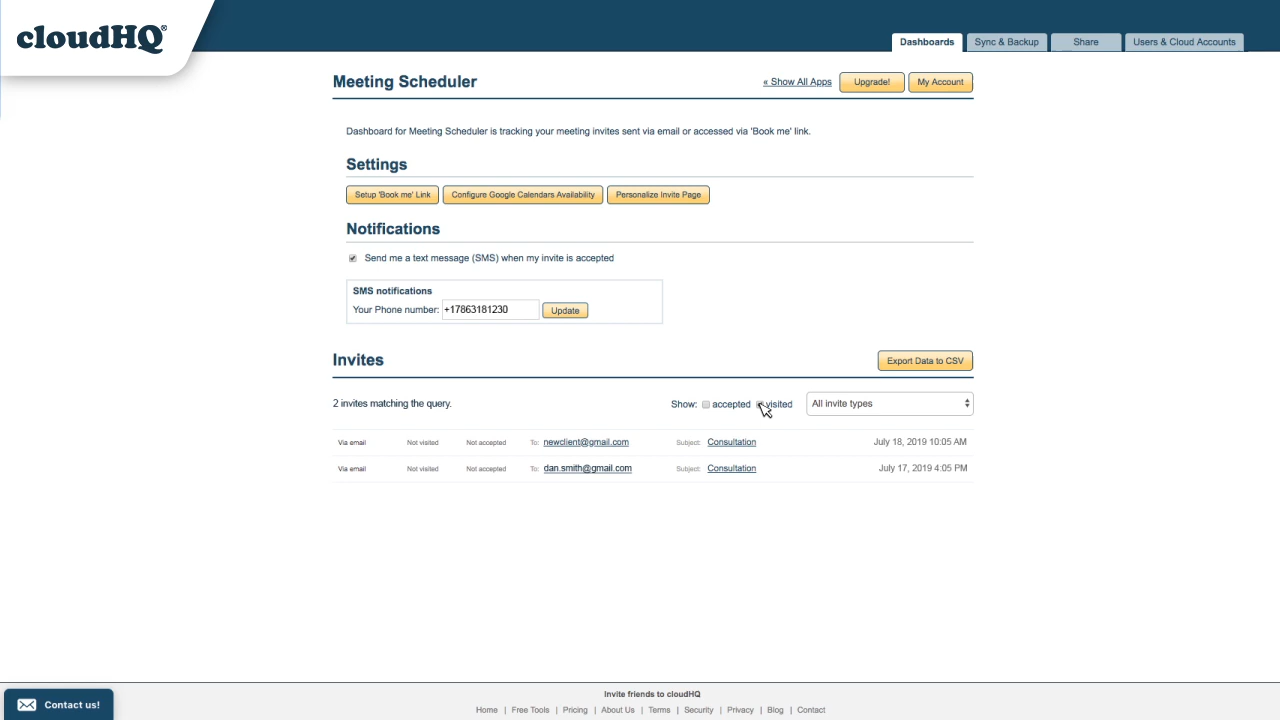 cloudHQ®
Dashboards
Sync & Backup
Share
Users & Cloud Accounts
Meeting Scheduler
« Show All Apps
Upgrade!
My Account
Dashboard for Meeting Scheduler is tracking your meeting invites sent via email or accessed via 'Book me' link.
Settings
Setup 'Book me' Link
Configure Google Calendars Availability
Personalize Invite Page
Notifications
Send me a text message (SMS) when my invite is accepted
SMS notifications
Your Phone number: +17863181230 Update
Invites
Export Data to CSV
2 invites matching the query.
Show: accepted visited
All invite types
Via email Not visited Not accepted To: newclient@gmail.com Subject: Consultation July 18, 2019 10:05 AM
Via email Not visited Not accepted To: dan.smith@gmail.com Subject: Consultation July 17, 2019 4:05 PM
Invite friends to cloudHQ
Home | Free Tools | Pricing | About Us | Terms | Security | Privacy | Blog | Contact
Contact us!